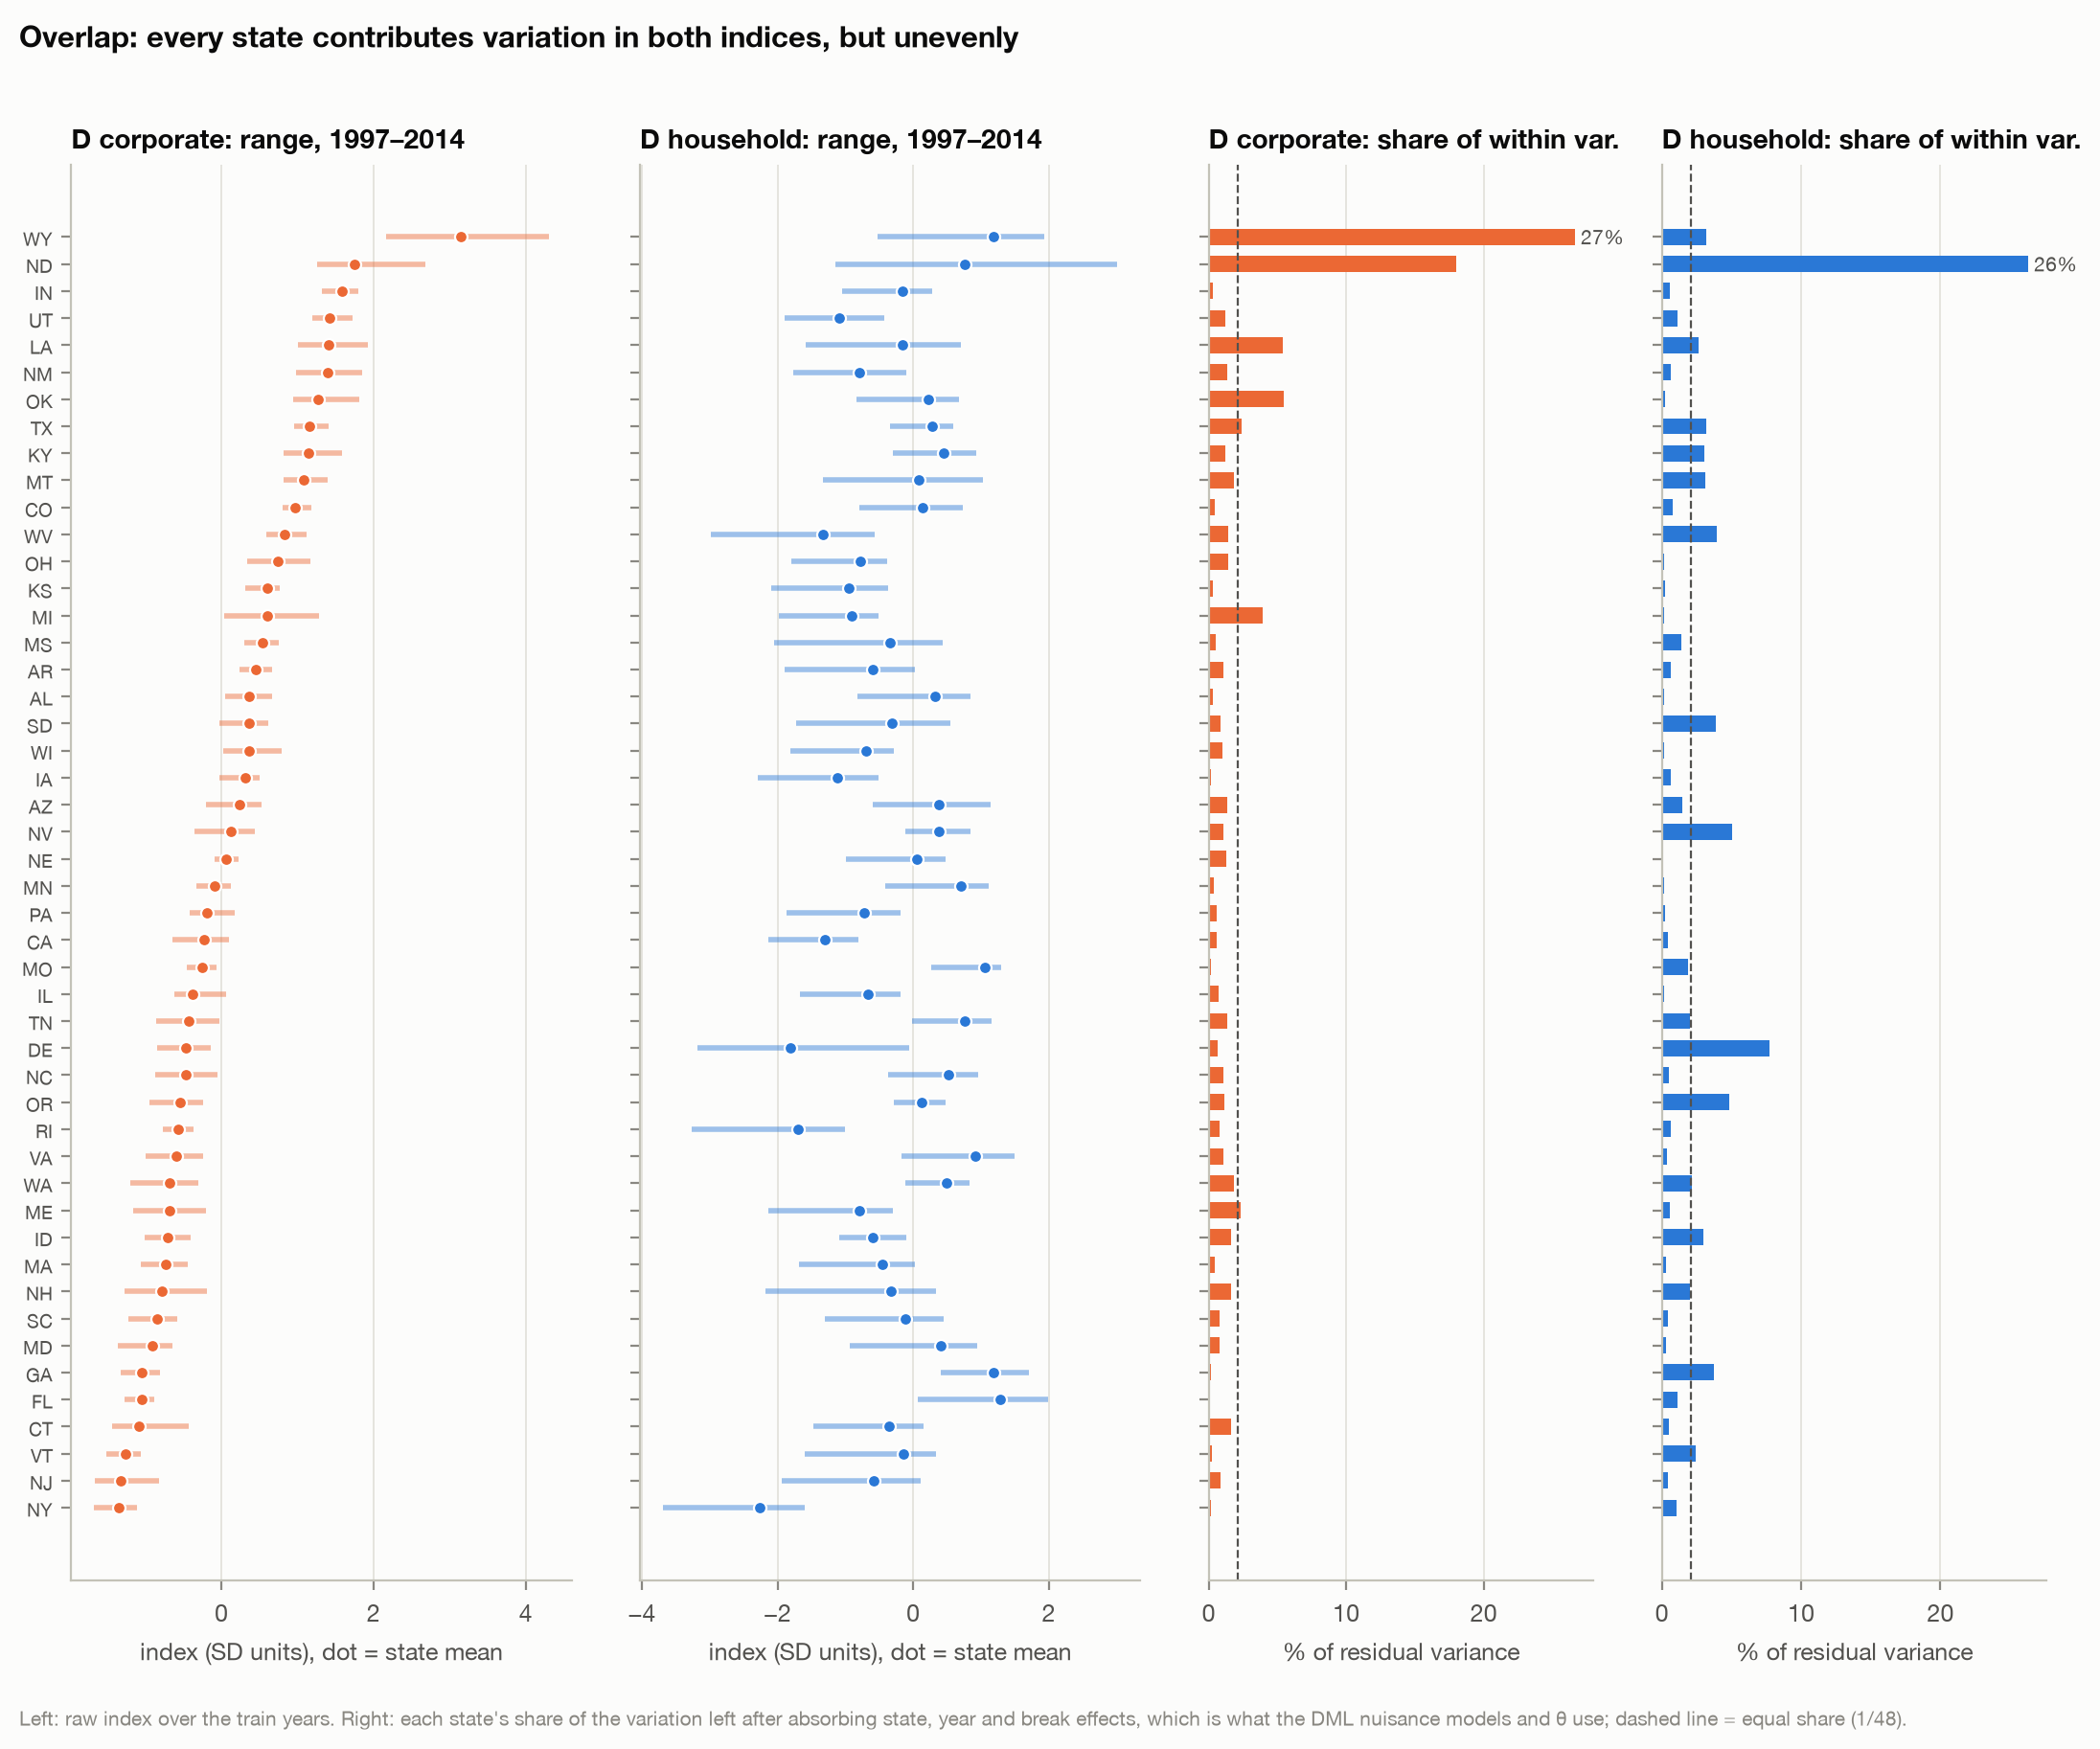 Overlap: every state contributes variation in both indices, but unevenly
D corporate: range, 1997–2014
D household: range, 1997–2014
D corporate: share of within var.
D household: share of within var.
WY
27%
ND
26%
IN
UT
LA
NM
OK
TX
KY
MT
CO
WV
OH
KS
MI
MS
AR
AL
SD
WI
IA
AZ
NV
NE
MN
PA
CA
MO
IL
TN
DE
NC
OR
RI
VA
WA
ME
ID
MA
NH
SC
MD
GA
FL
CT
VT
NJ
NY
0 2 4
−4 −2 0 2
0 10 20
0 10 20
index (SD units), dot = state mean
index (SD units), dot = state mean
% of residual variance
% of residual variance
Left: raw index over the train years. Right: each state's share of the variation left after absorbing state, year and break effects, which is what the DML nuisance models and θ use; dashed line = equal share (1/48).